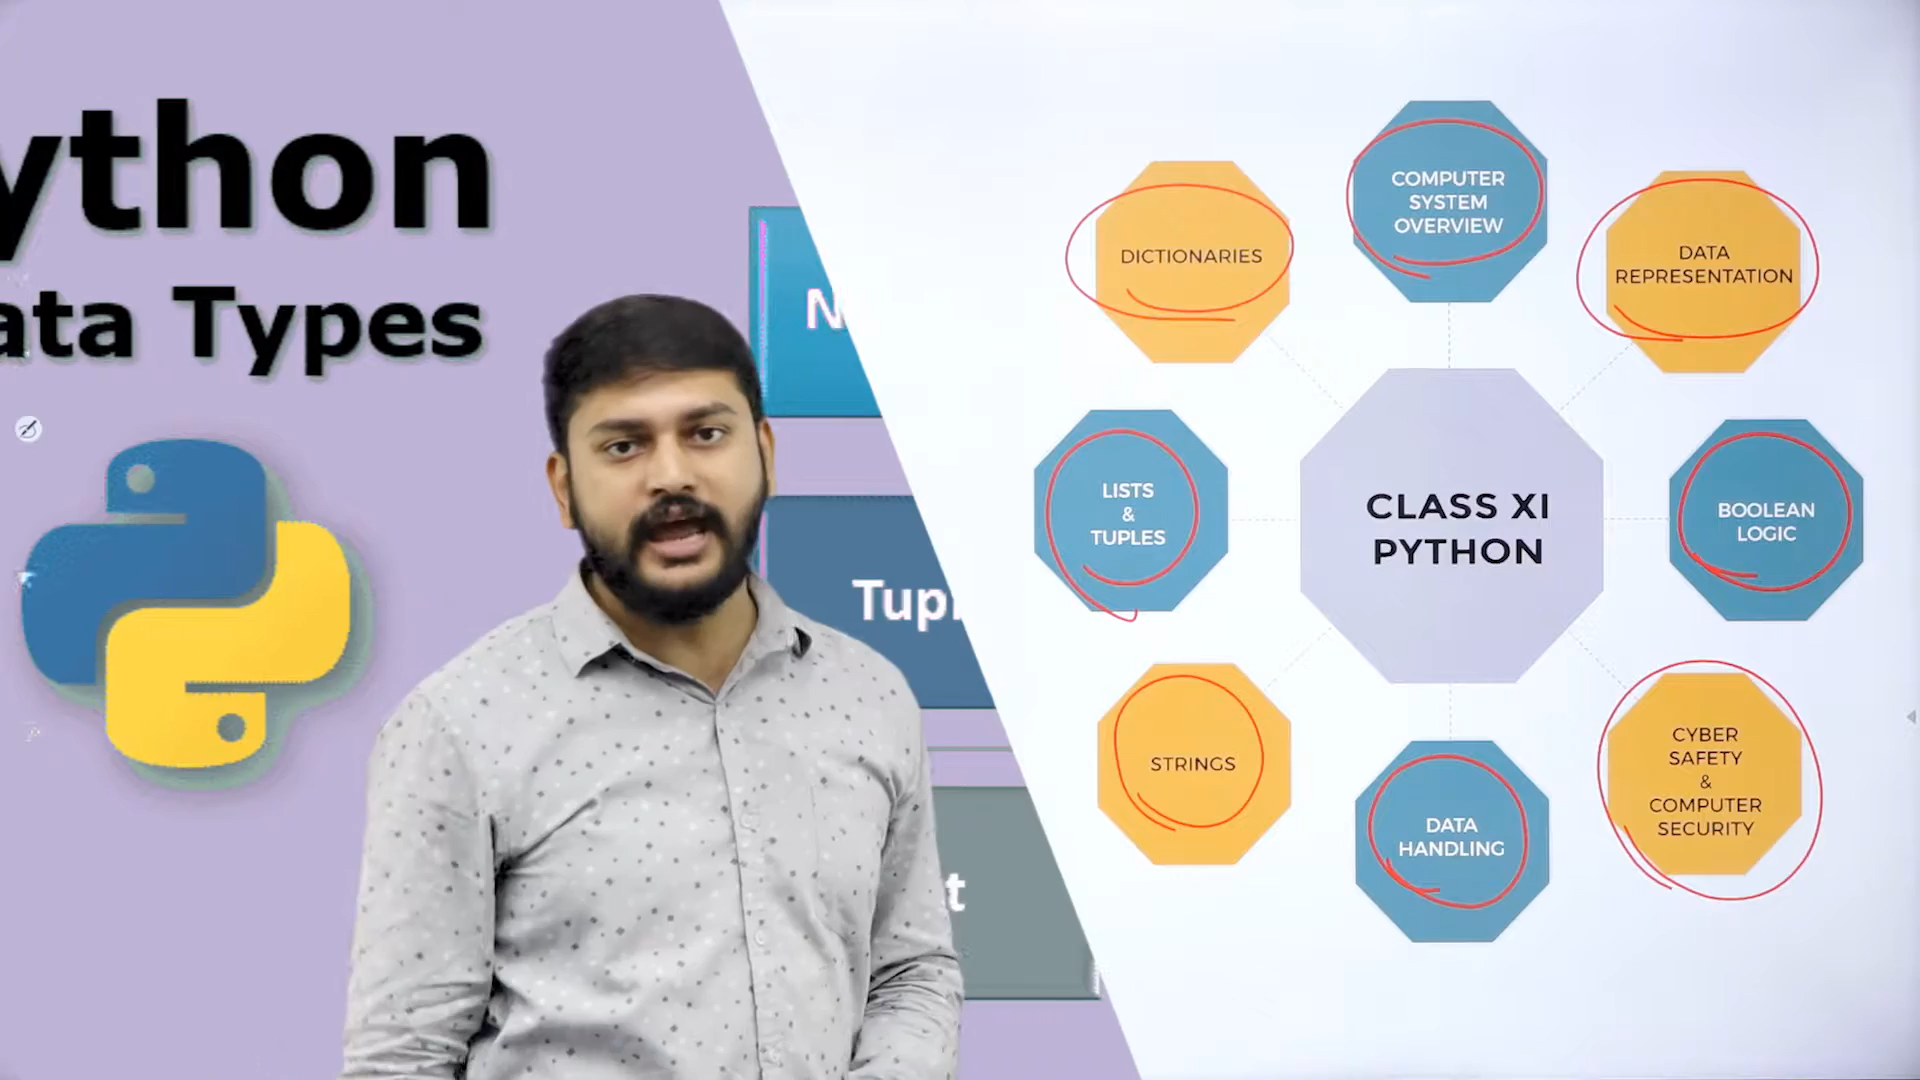 ython
ata Types
N
Tupl
t
COMPUTER
SYSTEM
OVERVIEW
DICTIONARIES
DATA
REPRESENTATION
LISTS
&
TUPLES
CLASS XI
PYTHON
BOOLEAN
LOGIC
STRINGS
CYBER
SAFETY
&
COMPUTER
SECURITY
DATA
HANDLING